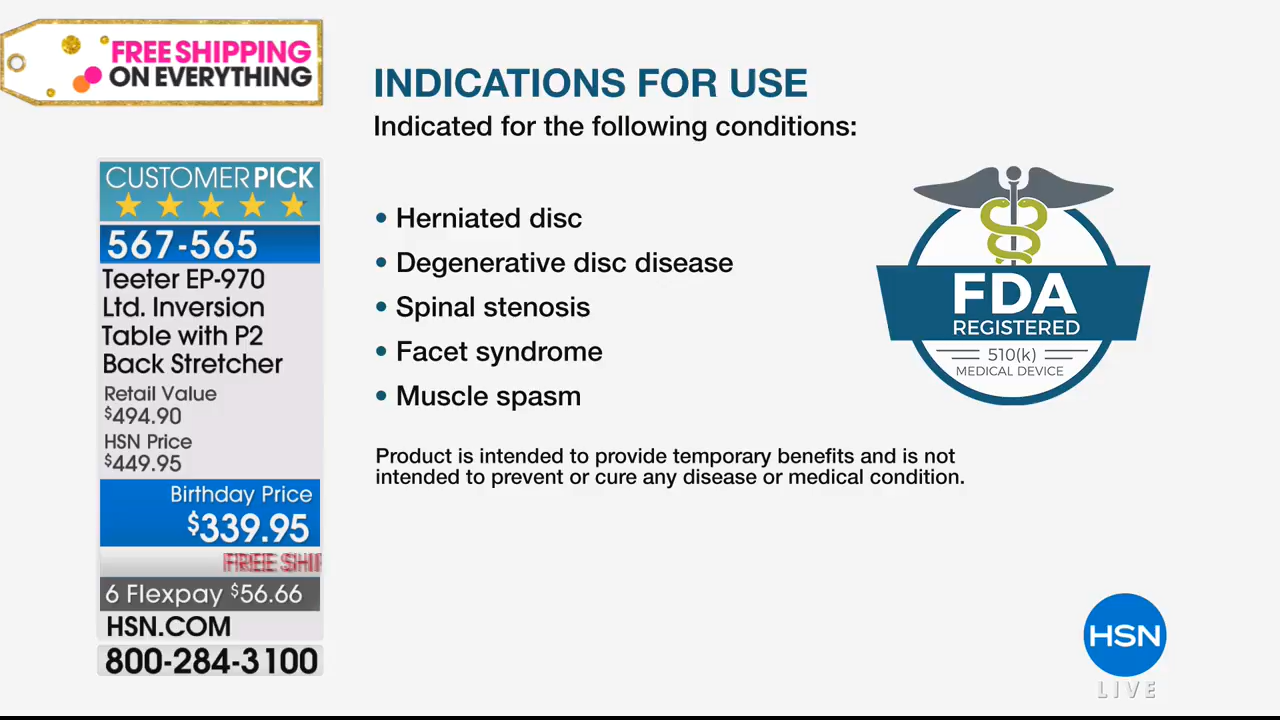 FREE SHIPPING
ON EVERYTHING
CUSTOMER PICK
567-565
Teeter EP-970
Ltd. Inversion
Table with P2
Back Stretcher
Retail Value
$494.90
HSN Price
$449.95
Birthday Price
$339.95
FREE SHI
6 Flexpay $56.66
HSN.COM
800-284-3100
INDICATIONS FOR USE
Indicated for the following conditions:
• Herniated disc
• Degenerative disc disease
• Spinal stenosis
• Facet syndrome
• Muscle spasm
Product is intended to provide temporary benefits and is not
intended to prevent or cure any disease or medical condition.
FDA
REGISTERED
510(k)
MEDICAL DEVICE
HSN
LIVE